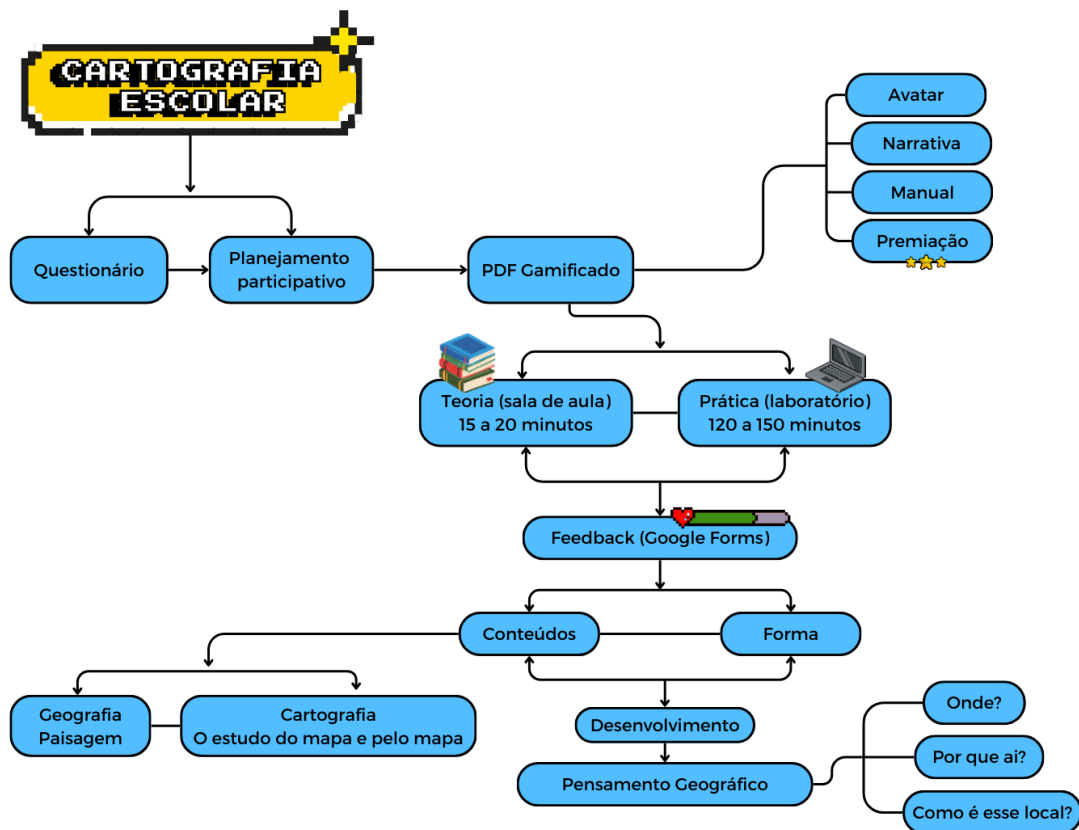 CARTOGRAFIA
ESCOLAR
Avatar
Narrativa
Manual
Premiação
Questionário
Planejamento
participativo
PDF Gamificado
Teoria (sala de aula)
15 a 20 minutos
Prática (laboratório)
120 a 150 minutos
Feedback (Google Forms)
Conteúdos
Forma
Geografia
Paisagem
Cartografia
O estudo do mapa e pelo mapa
Desenvolvimento
Pensamento Geográfico
Onde?
Por que ai?
Como é esse local?